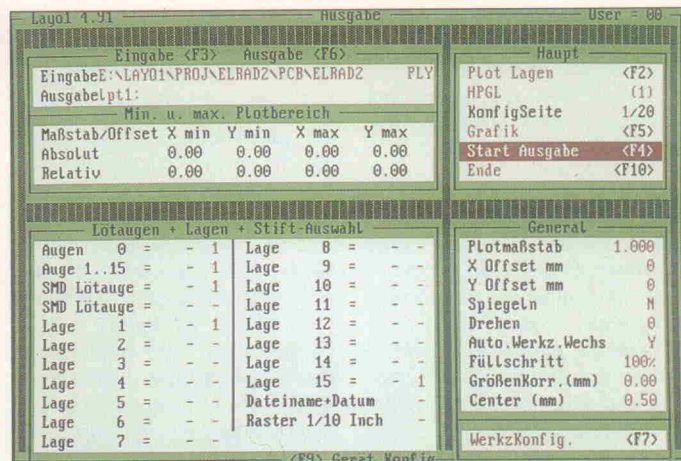 Layo1 4.91 Ausgabe User = 00
Eingabe <F3> Ausgabe <F6>
EingabeE:\LAYO1\PROJ\ELRAD2\PCB\ELRAD2 PLY
Ausgabelpt1:
Min. u. max. Plotbereich
Maßstab/Offset X min Y min X max Y max
Absolut 0.00 0.00 0.00 0.00
Relativ 0.00 0.00 0.00 0.00
Haupt
Plot Lagen <F2>
HPGL (1)
KonfigSeite 1/20
Grafik <F5>
Start Ausgabe <F4>
Ende <F10>
Lötaugen + Lagen + Stift-Auswahl
Augen 0 = - 1
Auge 1..15 = - 1
SMD Lötauge = - 1
SMD Lötauge = - -
Lage 1 = - 1
Lage 2 = - -
Lage 3 = - -
Lage 4 = - -
Lage 5 = - -
Lage 6 = - -
Lage 7 = - -
Lage 8 = - -
Lage 9 = - -
Lage 10 = - -
Lage 11 = - -
Lage 12 = - -
Lage 13 = - -
Lage 14 = - -
Lage 15 = 1
Dateiname+Datum -
Raster 1/10 Inch -
General
Plotmaßstab 1.000
X Offset mm 0
Y Offset mm 0
Spiegeln N
Drehen 0
Auto.Werkz.Wechs Y
Füllschritt 100%
GrößenKorr.(mm) 0.00
Center (mm) 0.50
WerkzKonfig. <F7>
<F9> Gerät Konfig